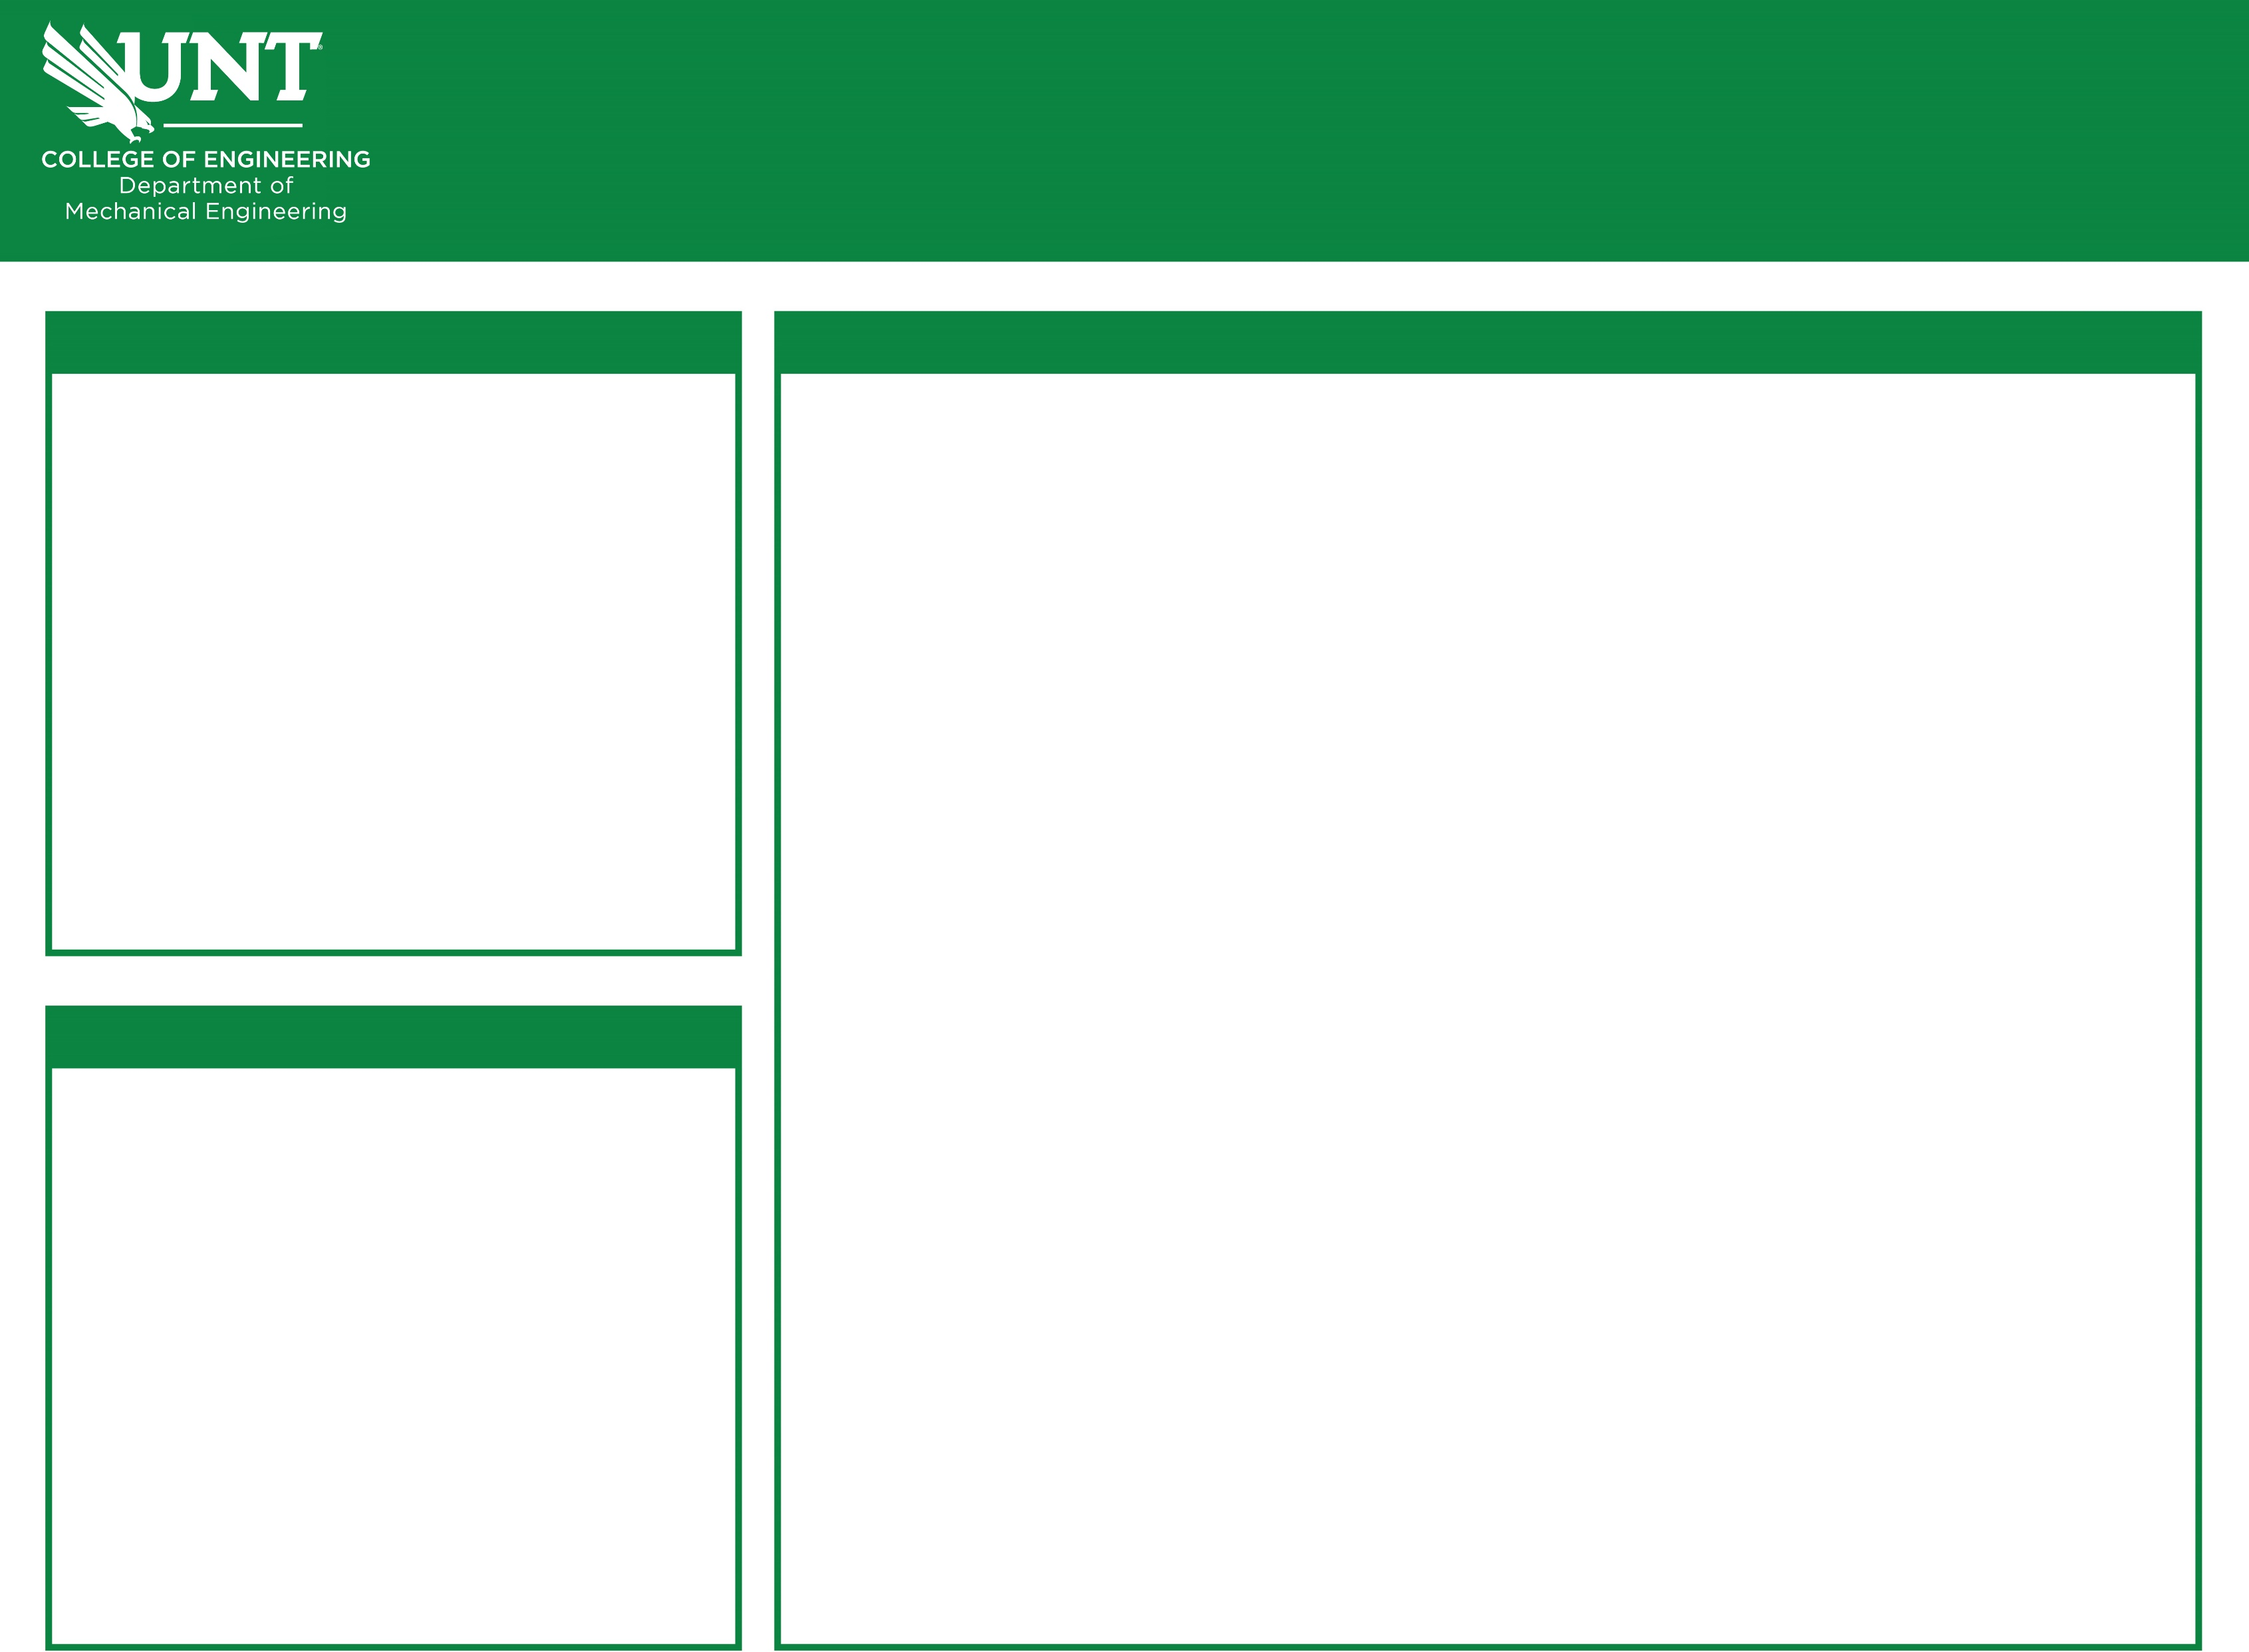 UNT®
COLLEGE OF ENGINEERING
Department of
Mechanical Engineering